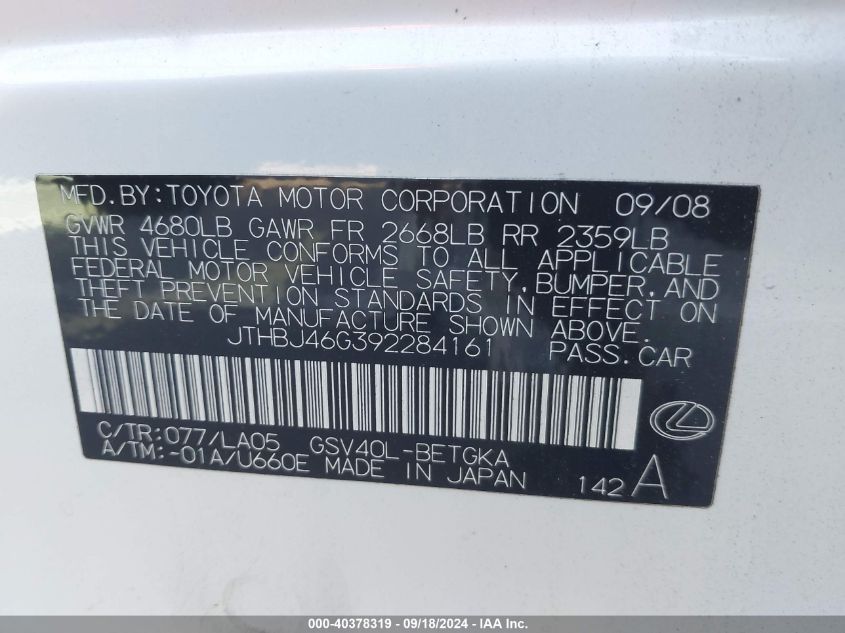 MFD.BY:TOYOTA MOTOR CORPORATION 09/08
GVWR 4680LB GAWR FR 2668LB RR 2359LB
THIS VEHICLE CONFORMS TO ALL APPLICABLE
FEDERAL MOTOR VEHICLE SAFETY,BUMPER,AND
THEFT PREVENTION STANDARDS IN EFFECT ON
THE DATE OF MANUFACTURE SHOWN ABOVE.
JTHBJ46G392284161 PASS.CAR
C/TR:077/LA05 GSV40L-BETGKA
A/TM:-01A/U660E MADE IN JAPAN 142 A
000-40378319 - 09/18/2024 - IAA Inc.